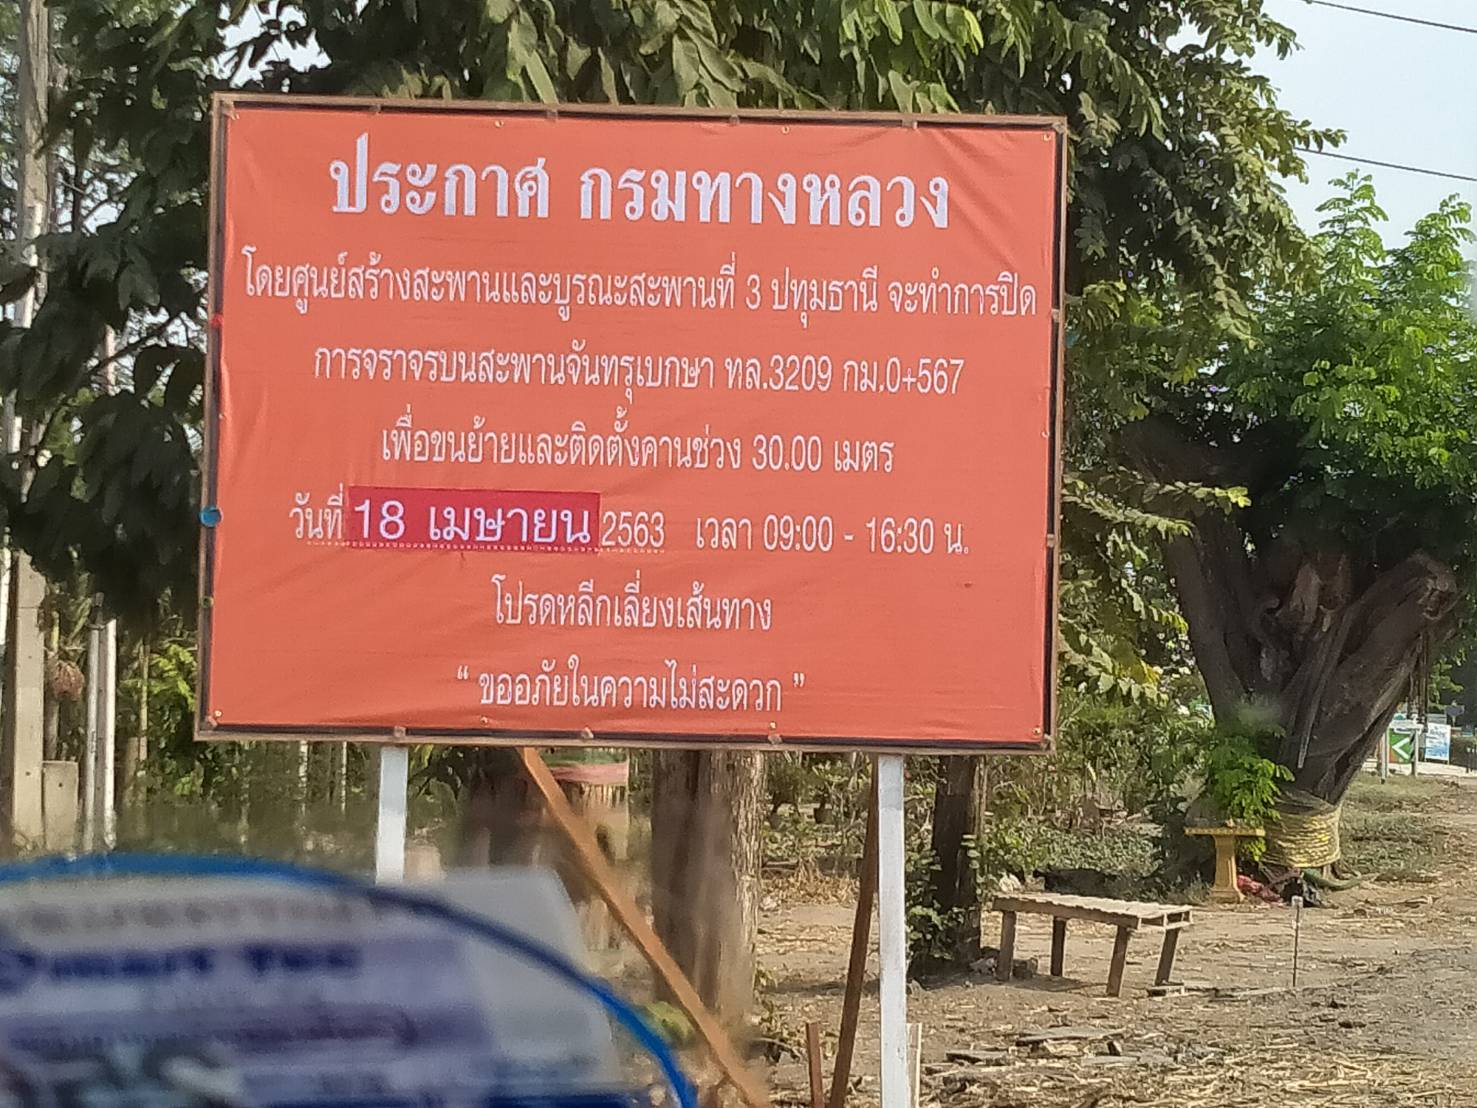 ประกาศ กรมทางหลวง
โดยศูนย์สร้างสะพานและบูรณะสะพานที่ 3 ปทุมธานี จะทำการปิด
การจราจรบนสะพานจันทรุเบกษา ทล.3209 กม.0+567
เพื่อขนย้ายและติดตั้งคานช่วง 30.00 เมตร
วันที่ 18 เมษายน 2563 เวลา 09:00 - 16:30 น.
โปรดหลีกเลี่ยงเส้นทาง
“ ขออภัยในความไม่สะดวก ”